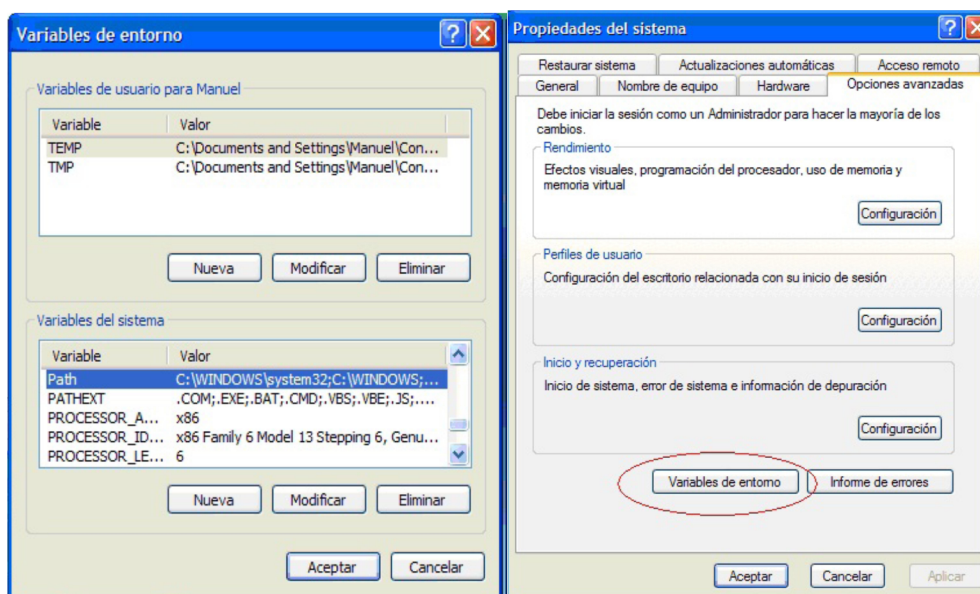 Variables de entorno
Variables de usuario para Manuel
Variable Valor
TEMP C:\Documents and Settings\Manuel\Con...
TMP C:\Documents and Settings\Manuel\Con...
Nueva Modificar Eliminar
Variables del sistema
Variable Valor
Path C:\WINDOWS\system32;C:\WINDOWS;...
PATHEXT .COM;.EXE;.BAT;.CMD;.VBS;.VBE;.JS;....
PROCESSOR_A... x86
PROCESSOR_ID... x86 Family 6 Model 13 Stepping 6, Genu...
PROCESSOR_LE... 6
Nueva Modificar Eliminar
Aceptar Cancelar
Propiedades del sistema
Restaurar sistema Actualizaciones automáticas Acceso remoto
General Nombre de equipo Hardware Opciones avanzadas
Debe iniciar la sesión como un Administrador para hacer la mayoría de los
cambios.
Rendimiento
Efectos visuales, programación del procesador, uso de memoria y
memoria virtual
Configuración
Perfiles de usuario
Configuración del escritorio relacionada con su inicio de sesión
Configuración
Inicio y recuperación
Inicio de sistema, error de sistema e información de depuración
Configuración
Variables de entorno Informe de errores
Aceptar Cancelar Aplicar